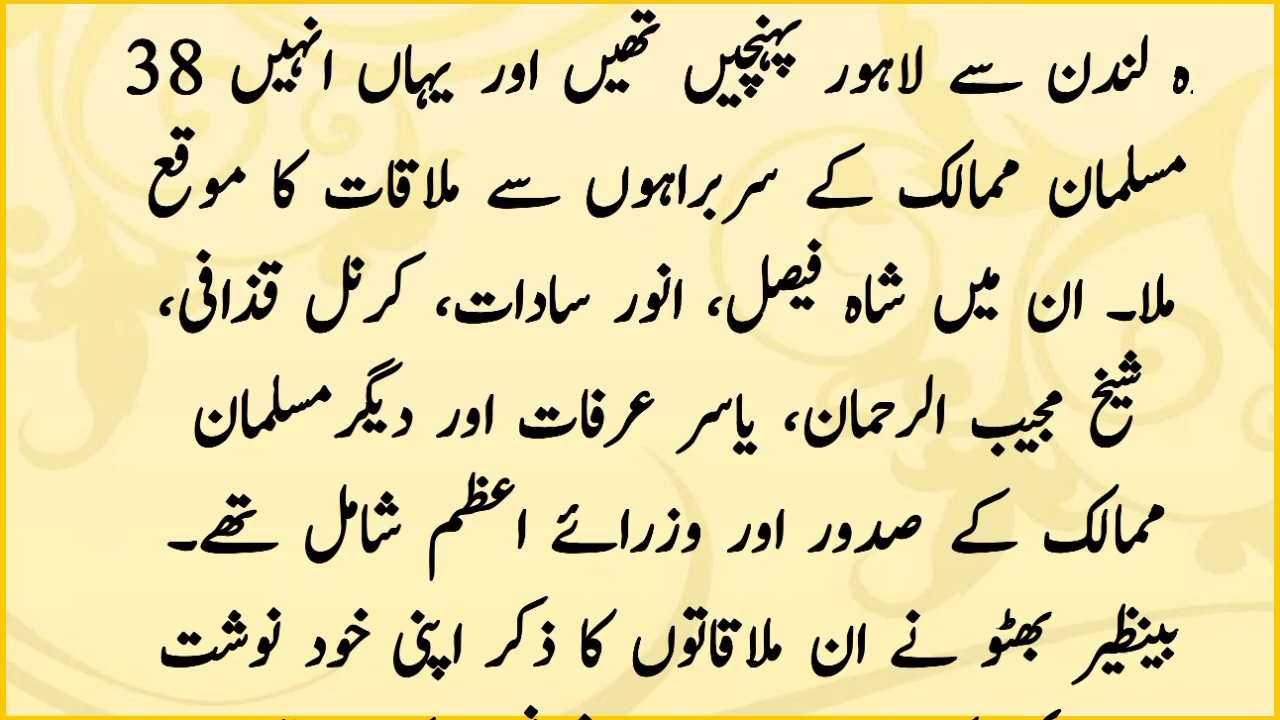 ہ لندن سے لاہور پہنچیں تھیں اور یہاں انہیں 38
مسلمان ممالک کے سربراہوں سے ملاقات کا موقع
ملا۔ ان میں شاہ فیصل، انور سادات، کرنل قذافی،
شیخ مجیب الرحمان، یاسر عرفات اور دیگر مسلمان
ممالک کے صدور اور وزرائے اعظم شامل تھے۔
بینظیر بھٹو نے ان ملاقاتوں کا ذکر اپنی خود نوشت